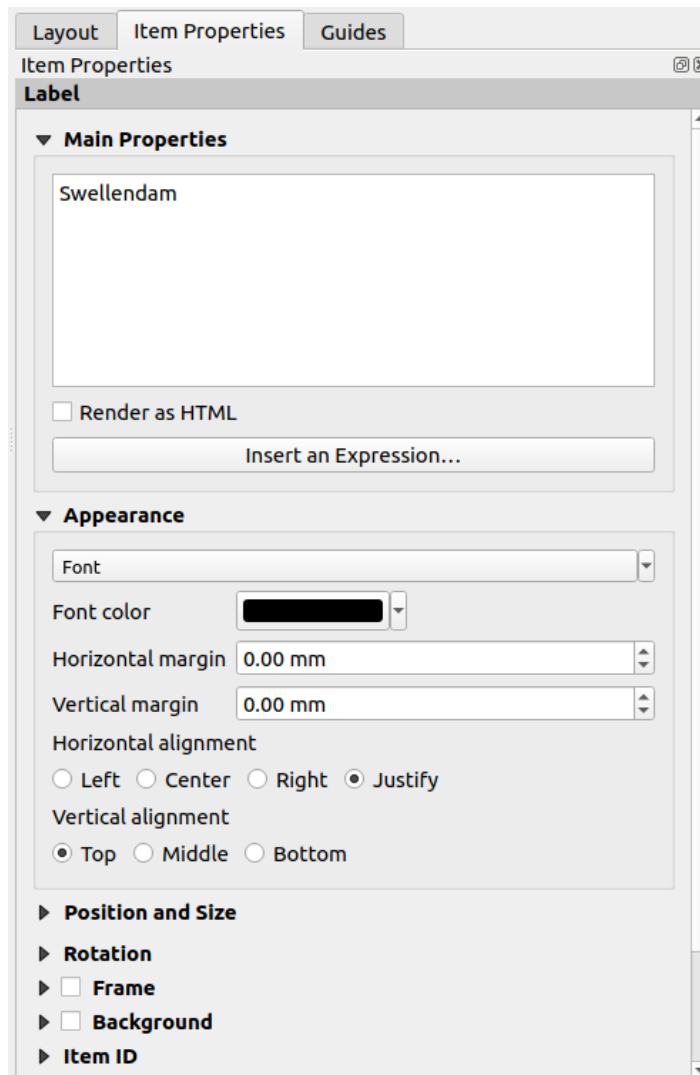 Layout Item Properties Guides
Item Properties
Label
Main Properties
Swellendam
Render as HTML
Insert an Expression...
Appearance
Font
Font color
Horizontal margin 0.00 mm
Vertical margin 0.00 mm
Horizontal alignment
Left Center Right Justify
Vertical alignment
Top Middle Bottom
Position and Size
Rotation
Frame
Background
Item ID